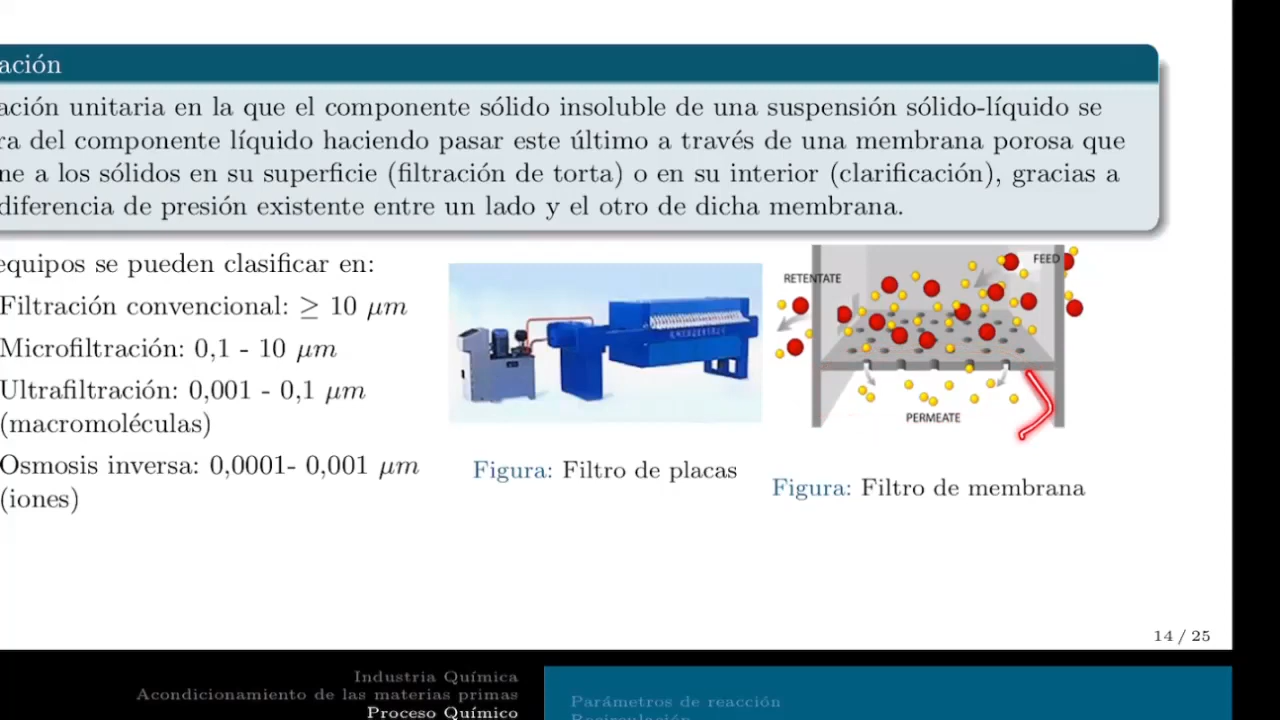 ación
ación unitaria en la que el componente sólido insoluble de una suspensión sólido-líquido se
ra del componente líquido haciendo pasar este último a través de una membrana porosa que
ne a los sólidos en su superficie (filtración de torta) o en su interior (clarificación), gracias a
diferencia de presión existente entre un lado y el otro de dicha membrana.
equipos se pueden clasificar en:
Filtración convencional: ≥ 10 μm
Microfiltración: 0,1 - 10 μm
Ultrafiltración: 0,001 - 0,1 μm
(macromoléculas)
Osmosis inversa: 0,0001- 0,001 μm
(iones)
Figura: Filtro de placas
RETENTATE
FEED
PERMEATE
Figura: Filtro de membrana
14 / 25
Industria Química
Acondicionamiento de las materias primas
Proceso Químico
Parámetros de reacción
Recirculación